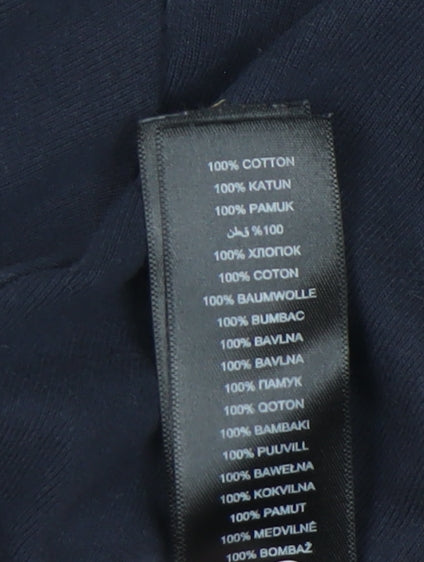 100% COTTON
100% KATUN
100% PAMUK
%100 قطن
100% ХЛОПОК
100% COTON
100% BAUMWOLLE
100% BUMBAC
100% BAVLNA
100% BAVLNA
100% ПАМУК
100% QOTON
100% BAMBAKI
100% PUUVILL
100% BAWEŁNA
100% KOKVILNA
100% PAMUT
100% MEDVILNĖ
100% BOMBAŽ